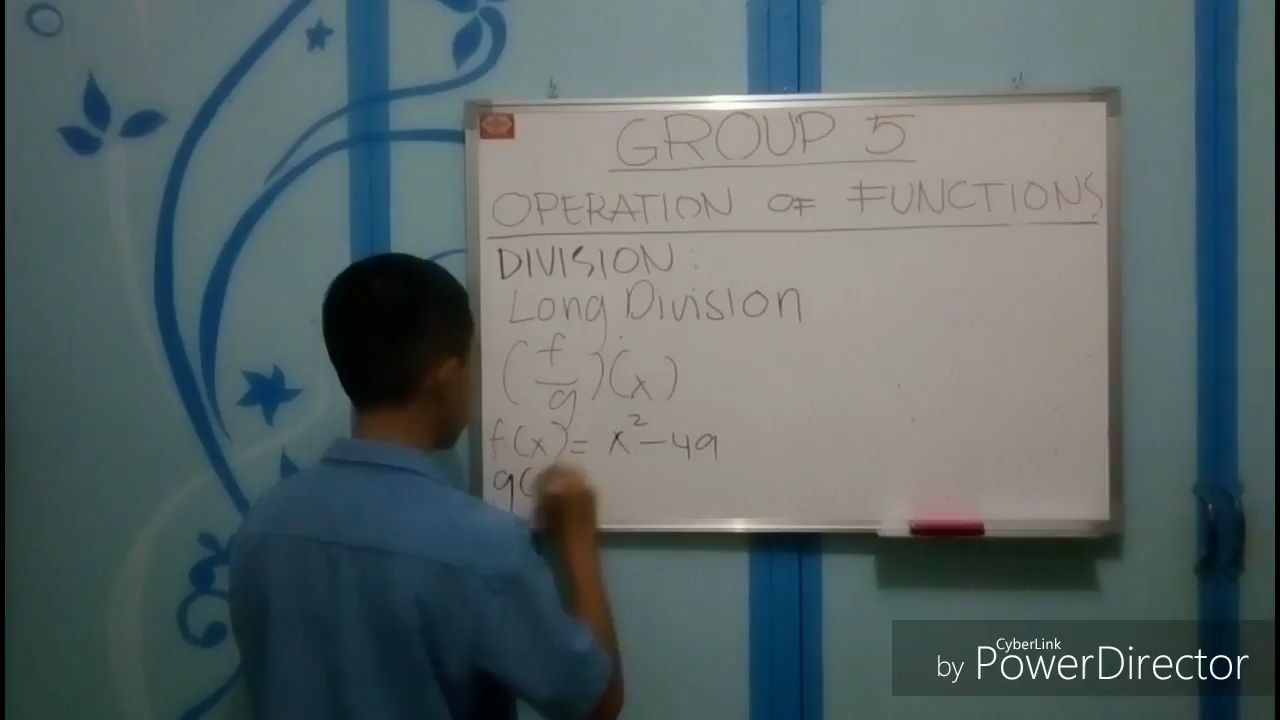 GROUP 5
OPERATION OF FUNCTIONS
DIVISION:
Long Division
(f/g)(x)
f(x) = x² - 49
g(
CyberLink
by PowerDirector